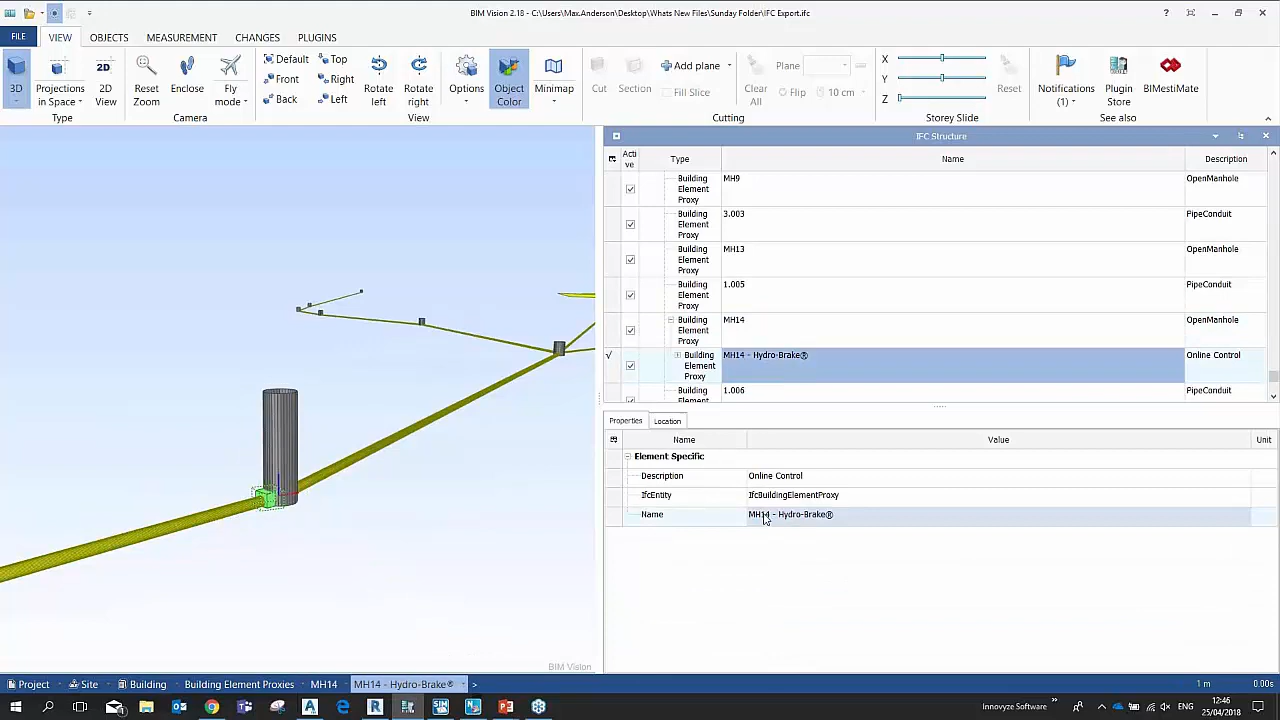 BIM Vision 2.18 - C:\Users\Max.Anderson\Desktop\Whats New Files\Sunday Folder\IFC Export.ifc
FILE VIEW OBJECTS MEASUREMENT CHANGES PLUGINS
3D
Projections in Space
2D View
Type
Reset Zoom
Enclose
Fly mode
Camera
Default Top
Front Right
Back Left
Rotate left
Rotate right
View
Options
Object Color
Minimap
Cut
Section
Add plane
Fill Slice
Clear All
Plane
Flip 10 cm
Cutting
X
Y
Z
Reset
Storey Slide
Notifications (1)
Plugin Store
BIMestiMate
See also
IFC Structure
Acti ve Type Name Description
Building Element Proxy MH9 OpenManhole
Building Element Proxy 3.003 PipeConduit
Building Element Proxy MH13 OpenManhole
Building Element Proxy 1.005 PipeConduit
Building Element Proxy MH14 OpenManhole
√ Building Element Proxy MH14 - Hydro-Brake® Online Control
Building Element 1.006 PipeConduit
Properties Location
Name Value Unit
Element Specific
Description Online Control
IfcEntity IfcBuildingElementProxy
Name MH14 - Hydro-Brake®
BIM Vision
Project Site Building Building Element Proxies MH14 MH14 - Hydro-Brake® > 1 m 0.00s
Innovyze Software » 12:46
25/04/2018